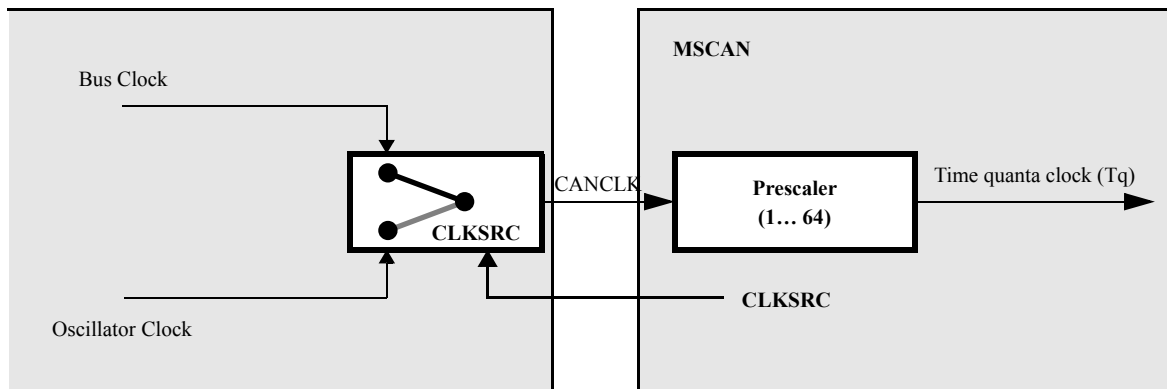 MSCAN
Bus Clock
CANCLK
Time quanta clock (Tq)
Prescaler
(1… 64)
CLKSRC
CLKSRC
Oscillator Clock